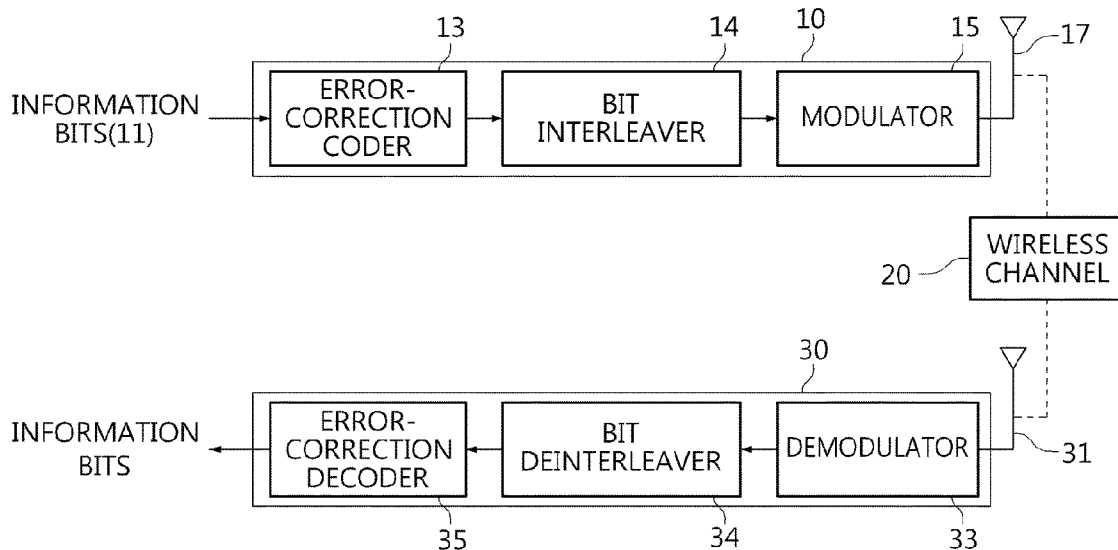 13
14
10
15
17
INFORMATION
BITS(11)
ERROR-
CORRECTION
CODER
BIT
INTERLEAVER
MODULATOR
20
WIRELESS
CHANNEL
30
INFORMATION
BITS
ERROR-
CORRECTION
DECODER
BIT
DEINTERLEAVER
DEMODULATOR
31
35
34
33